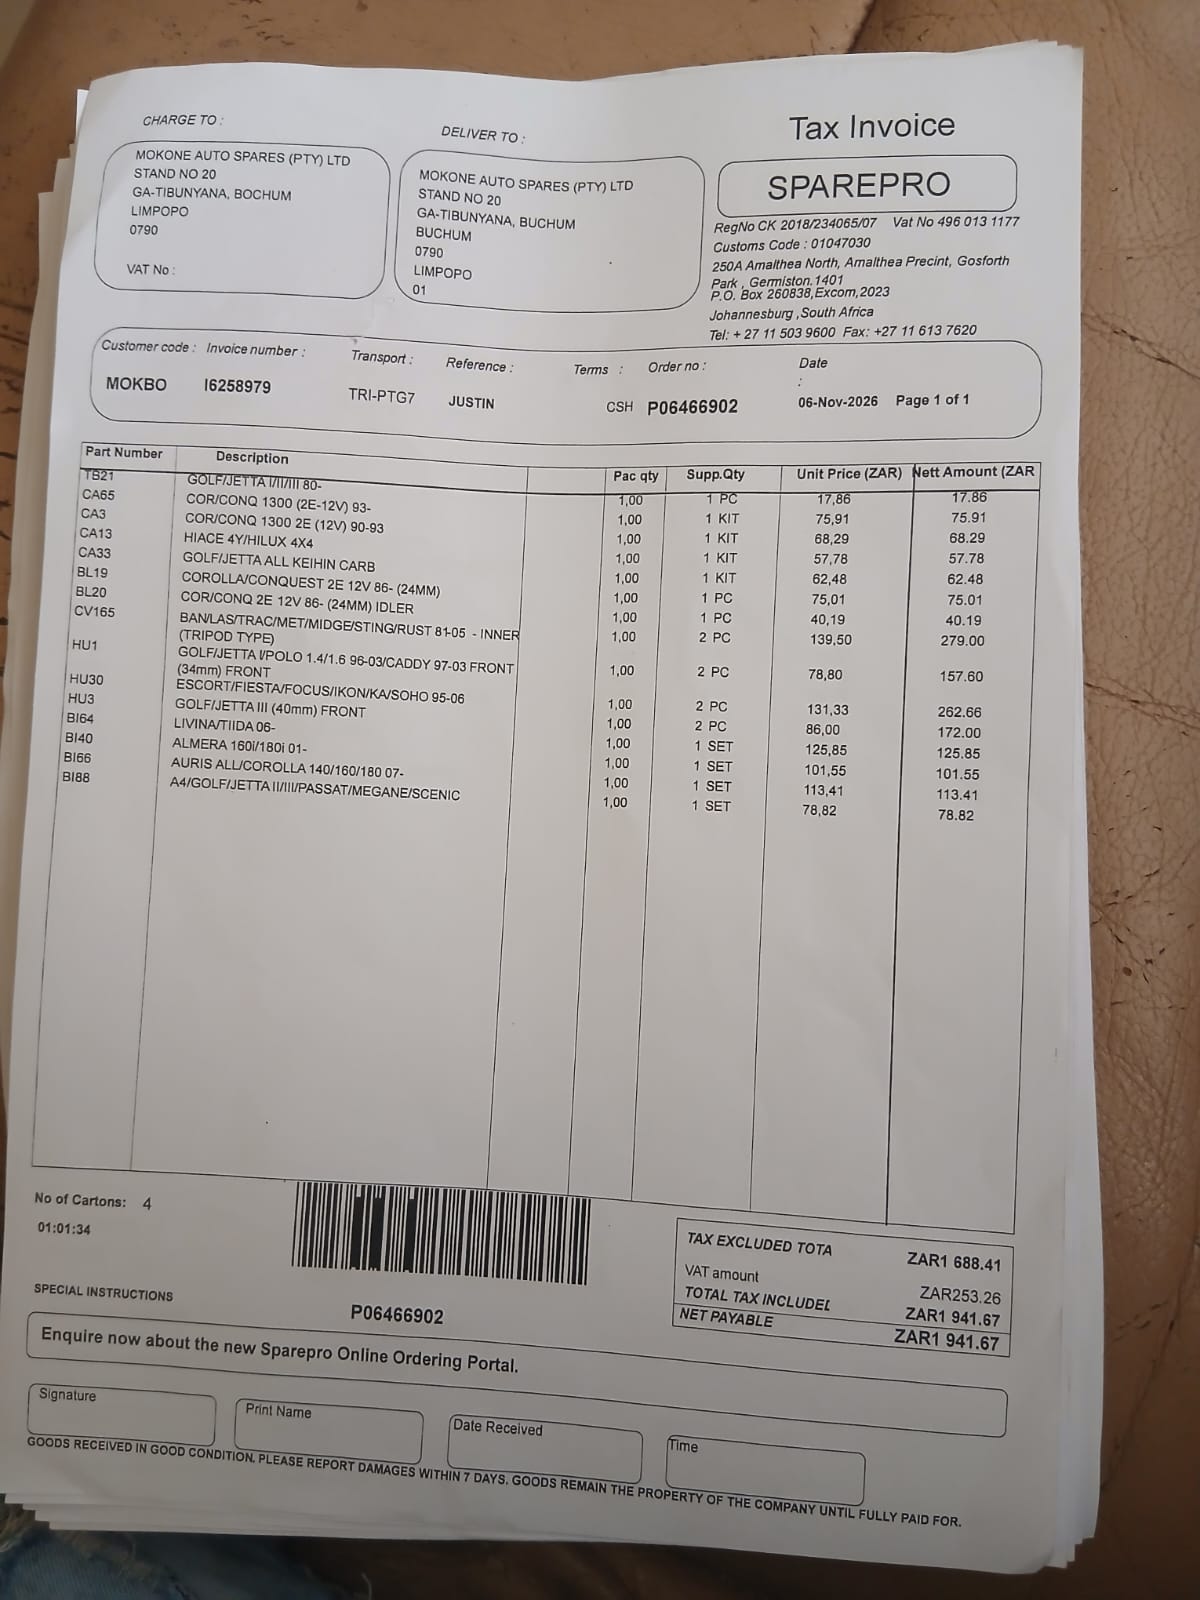 CHARGE TO :
MOKONE AUTO SPARES (PTY) LTD
STAND NO 20
GA-TIBUNYANA, BOCHUM
LIMPOPO
0790
VAT No :
DELIVER TO :
MOKONE AUTO SPARES (PTY) LTD
STAND NO 20
GA-TIBUNYANA, BUCHUM
BUCHUM
0790
LIMPOPO
01
Tax Invoice
SPAREPRO
RegNo CK 2018/234065/07 Vat No 496 013 1177
Customs Code : 01047030
250A Amalthea North, Amalthea Precint, Gosforth
Park , Germiston.1401
P.O. Box 260838,Excom,2023
Johannesburg ,South Africa
Tel: + 27 11 503 9600 Fax: +27 11 613 7620
Customer code : Invoice number : Transport : Reference : Terms : Order no : Date :
MOKBO I6258979 TRI-PTG7 JUSTIN CSH P06466902 06-Nov-2026 Page 1 of 1
Part Number Description Pac qty Supp.Qty Unit Price (ZAR) Nett Amount (ZAR
TB21 GOLF/JETTA I/II/III 80- 1,00 1 PC 17,86 17.86
CA65 COR/CONQ 1300 (2E-12V) 93- 1,00 1 KIT 75,91 75.91
CA3 COR/CONQ 1300 2E (12V) 90-93 1,00 1 KIT 68,29 68.29
CA13 HIACE 4Y/HILUX 4X4 1,00 1 KIT 57,78 57.78
CA33 GOLF/JETTA ALL KEIHIN CARB 1,00 1 KIT 62,48 62.48
BL19 COROLLA/CONQUEST 2E 12V 86- (24MM) 1,00 1 PC 75,01 75.01
BL20 COR/CONQ 2E 12V 86- (24MM) IDLER 1,00 1 PC 40,19 40.19
CV165 BAN/LAS/TRAC/MET/MIDGE/STING/RUST 81-05 - INNER 1,00 2 PC 139,50 279.00
(TRIPOD TYPE)
HU1 GOLF/JETTA I/POLO 1.4/1.6 96-03/CADDY 97-03 FRONT 1,00 2 PC 78,80 157.60
(34mm) FRONT
HU30 ESCORT/FIESTA/FOCUS/IKON/KA/SOHO 95-06 1,00 2 PC 131,33 262.66
HU3 GOLF/JETTA III (40mm) FRONT 1,00 2 PC 86,00 172.00
BI64 LIVINA/TIIDA 06- 1,00 1 SET 125,85 125.85
BI40 ALMERA 160i/180i 01- 1,00 1 SET 101,55 101.55
BI66 AURIS ALL/COROLLA 140/160/180 07- 1,00 1 SET 113,41 113.41
BI88 A4/GOLF/JETTA II/III/PASSAT/MEGANE/SCENIC 1,00 1 SET 78,82 78.82
No of Cartons: 4
01:01:34
TAX EXCLUDED TOTA ZAR1 688.41
VAT amount ZAR253.26
TOTAL TAX INCLUDEL ZAR1 941.67
NET PAYABLE ZAR1 941.67
SPECIAL INSTRUCTIONS
P06466902
Enquire now about the new Sparepro Online Ordering Portal.
Signature Print Name Date Received Time
GOODS RECEIVED IN GOOD CONDITION. PLEASE REPORT DAMAGES WITHIN 7 DAYS. GOODS REMAIN THE PROPERTY OF THE COMPANY UNTIL FULLY PAID FOR.